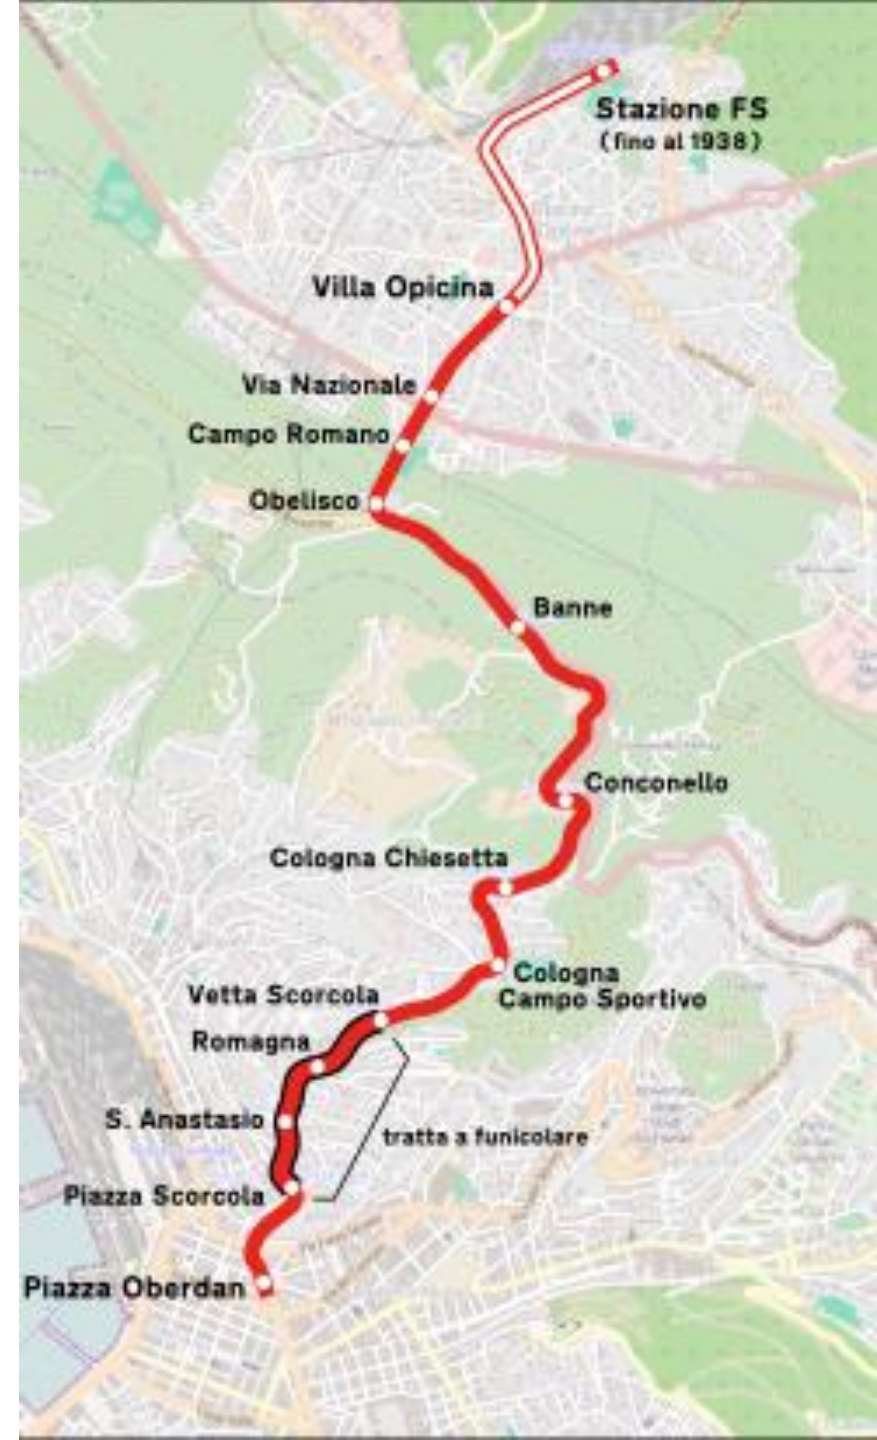 Stazione FS
(fino al 1938)
Villa Opicina
Via Nazionale
Campo Romano
Obelisco
Banne
Conconello
Cologna Chiesetta
Cologna
Campo Sportivo
Vetta Scorcola
Romagna
S. Anastasio
tratta a funicolare
Piazza Scorcola
Piazza Oberdan